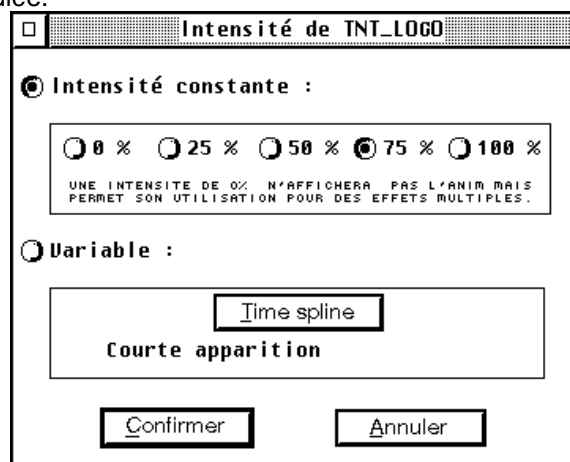 Intensité de TNT_LOGO
Intensité constante :
0 % 25 % 50 % 75 % 100 %
UNE INTENSITE DE 0% N'AFFICHERA PAS L'ANIM MAIS
PERMET SON UTILISATION POUR DES EFFETS MULTIPLES.
Variable :
Time spline
Courte apparition
Confirmer Annuler